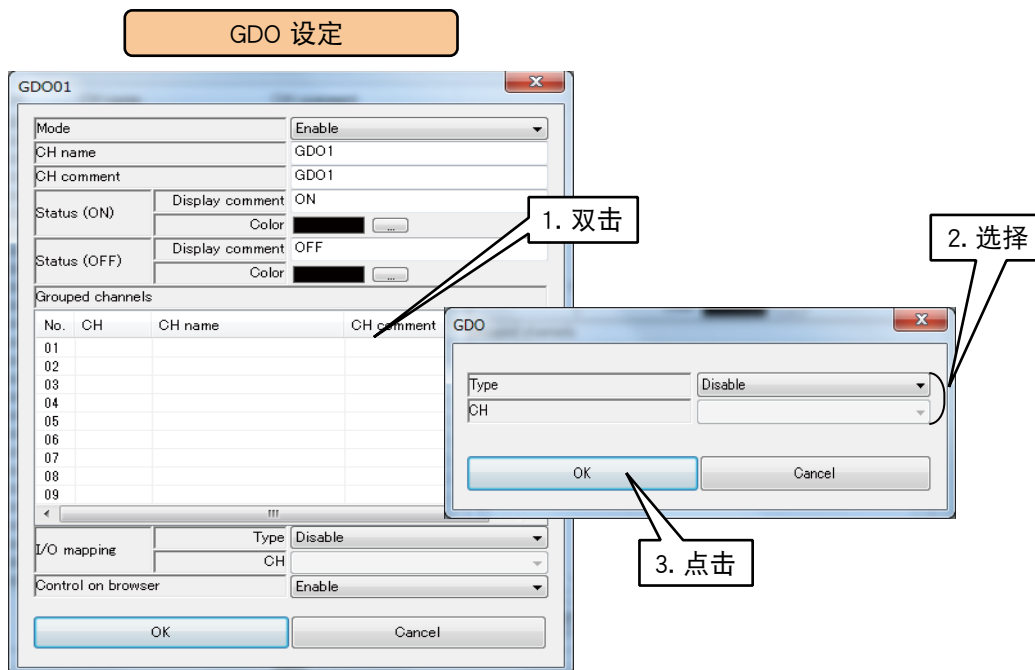 GDO 设定
GDO01
Mode Enable
CH name GDO1
CH comment GDO1
Status (ON) Display comment ON
Color ...
Status (OFF) Display comment OFF
Color ...
Grouped channels
No. CH CH name CH comment
01
02
03
04
05
06
07
08
09
I/O mapping Type Disable
CH
Control on browser Enable
OK Cancel
1. 双击
GDO
Type Disable
CH
OK Cancel
2. 选择
3. 点击